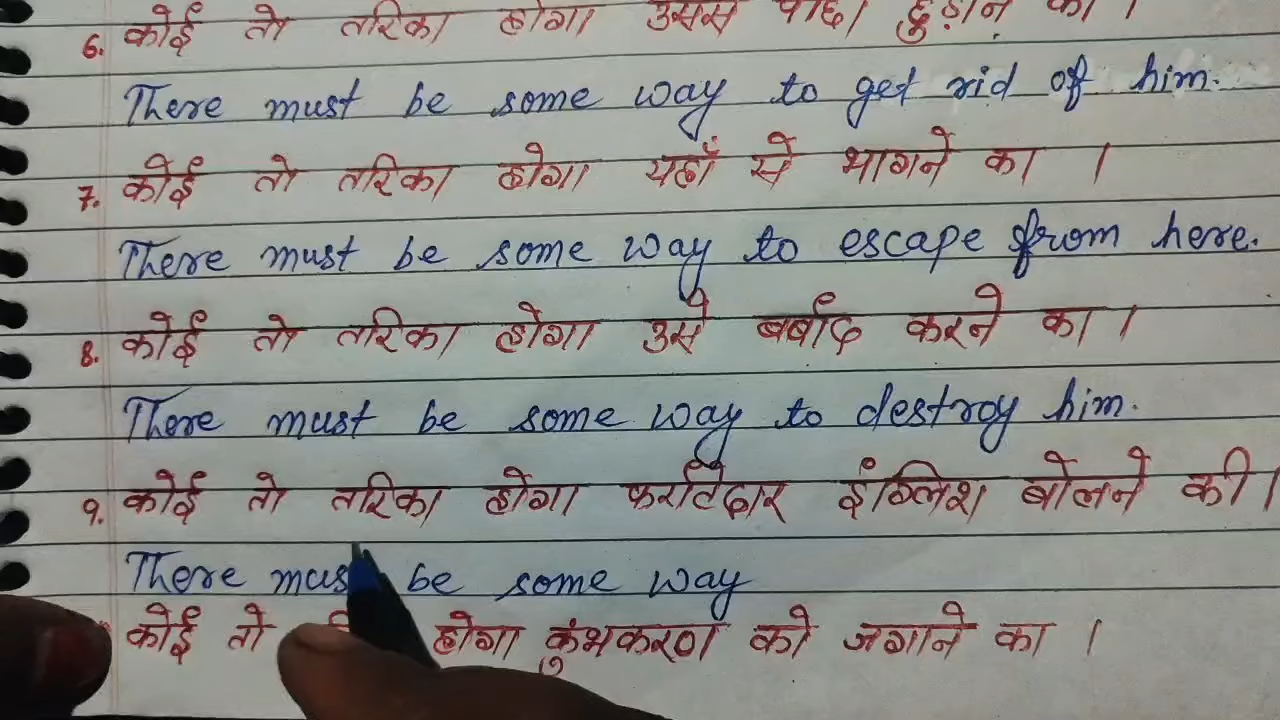 6. कोई तो तरिका होगा उससे पीछा छुड़ाने का ।
There must be some way to get rid of him.
7. कोई तो तरिका होगा यहाँ से भागने का ।
There must be some way to escape from here.
8. कोई तो तरिका होगा उसे बर्बाद करने का ।
There must be some way to destroy him.
9. कोई तो तरिका होगा फर्राटेदार इंग्लिश बोलने की ।
There must be some way
कोई तो होगा कुंभकरण को जगाने का ।